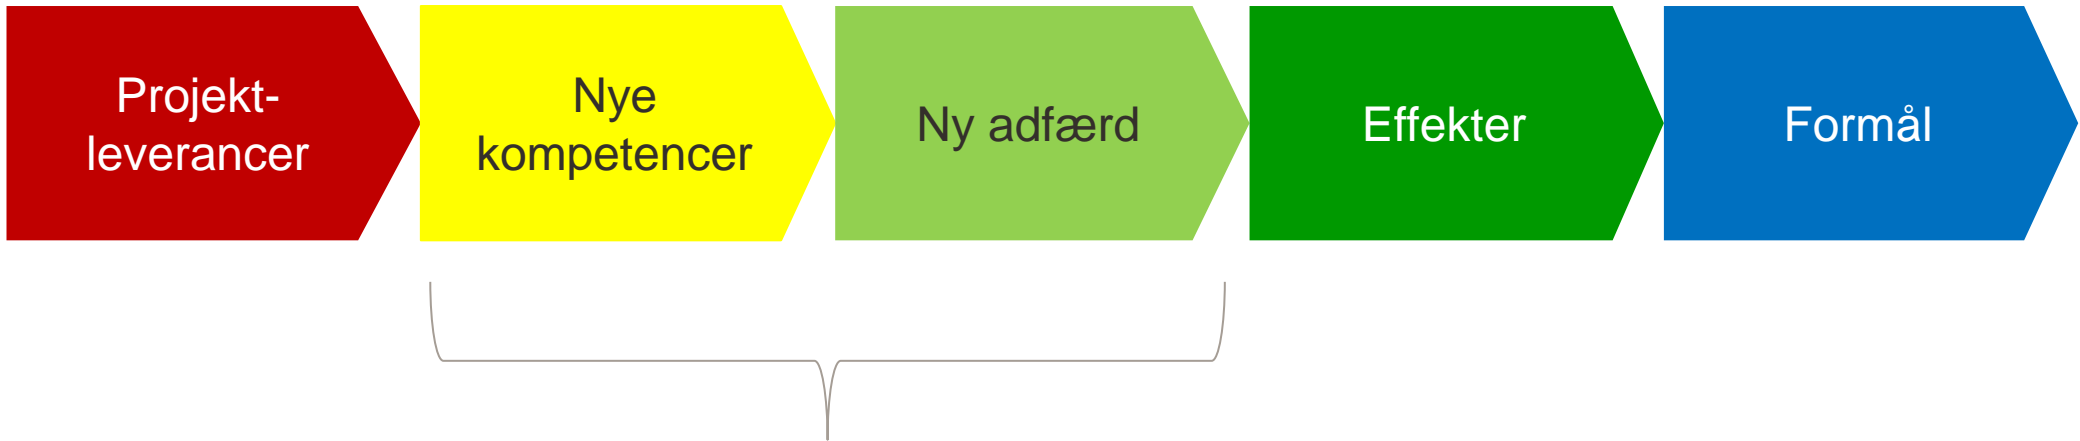 Projekt-
leverancer
Nye
kompetencer
Ny adfærd
Effekter
Formål